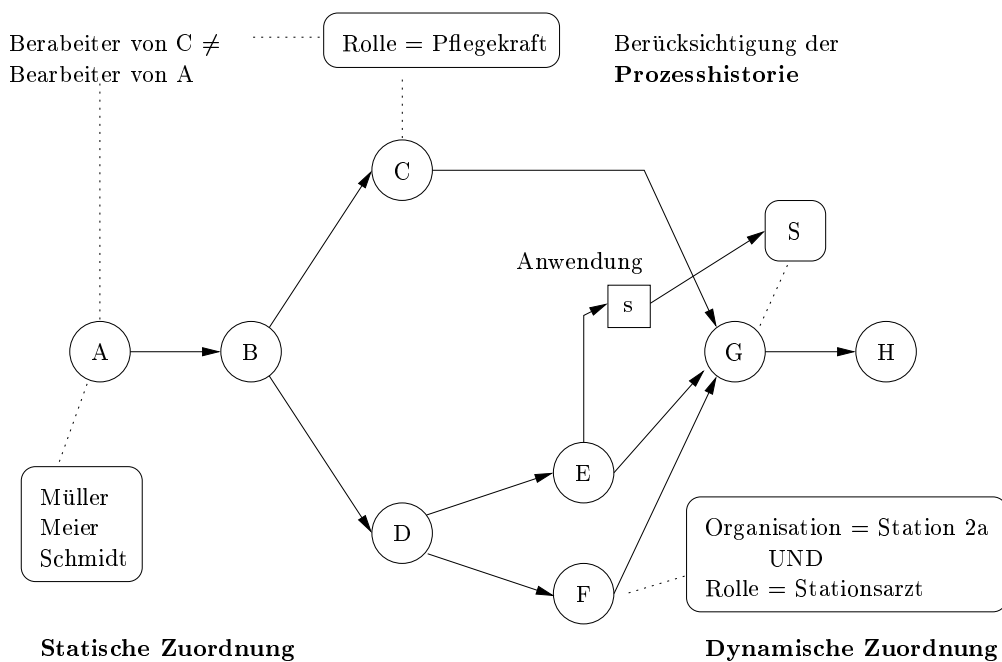 Berabeiter von C ≠
Bearbeiter von A
Rolle = Pflegekraft
Berücksichtigung der
Prozesshistorie
C
S
Anwendung
s
A
B
G
H
E
Müller
Meier
Schmidt
D
Organisation = Station 2a
UND
Rolle = Stationsarzt
F
Statische Zuordnung
Dynamische Zuordnung